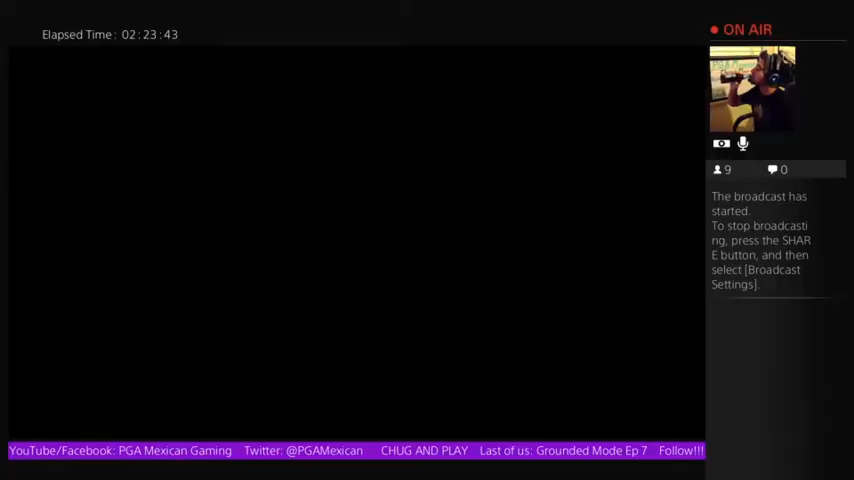 Elapsed Time: 02:23:43
ON AIR
9
0
The broadcast has
started.
To stop broadcasti
ng, press the SHAR
E button, and then
select [Broadcast
Settings].
YouTube/Facebook: PGA Mexican Gaming Twitter: @PGAMexican CHUG AND PLAY Last of us: Grounded Mode Ep 7 Follow!!!